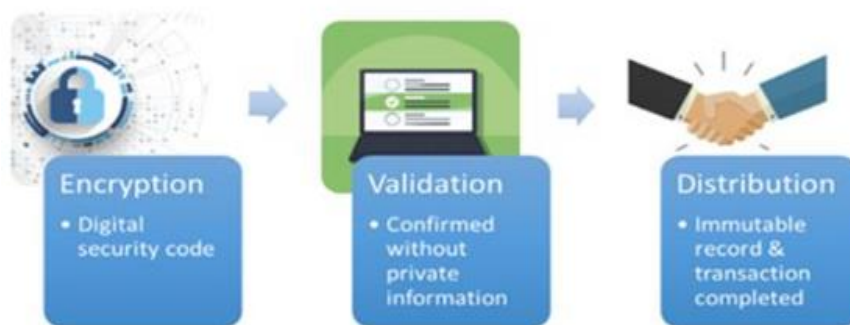 Encryption
• Digital
security code
Validation
• Confirmed
without
private
information
Distribution
• Immutable
record &
transaction
completed